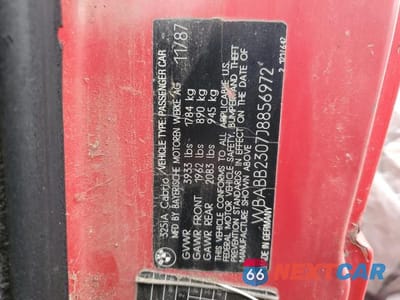 325IA Cabrio VEHICLE TYPE: PASSENGER CAR
MFD BY BAYERISCHE MOTOREN WERKE AG 11/87
GVWR 3933 lbs 1784 kg
GAWR FRONT 1962 lbs 890 kg
GAWR REAR 2083 lbs 945 kg
THIS VEHICLE CONFORMS TO ALL APPLICABLE U.S.
FEDERAL MOTOR VEHICLE SAFETY, BUMPER AND THEFT
PREVENTION STANDARDS IN EFFECT ON THE DATE OF
MANUFACTURE SHOWN ABOVE.
WBABB2307J8856972
MADE IN GERMANY
66 NEXTCAR